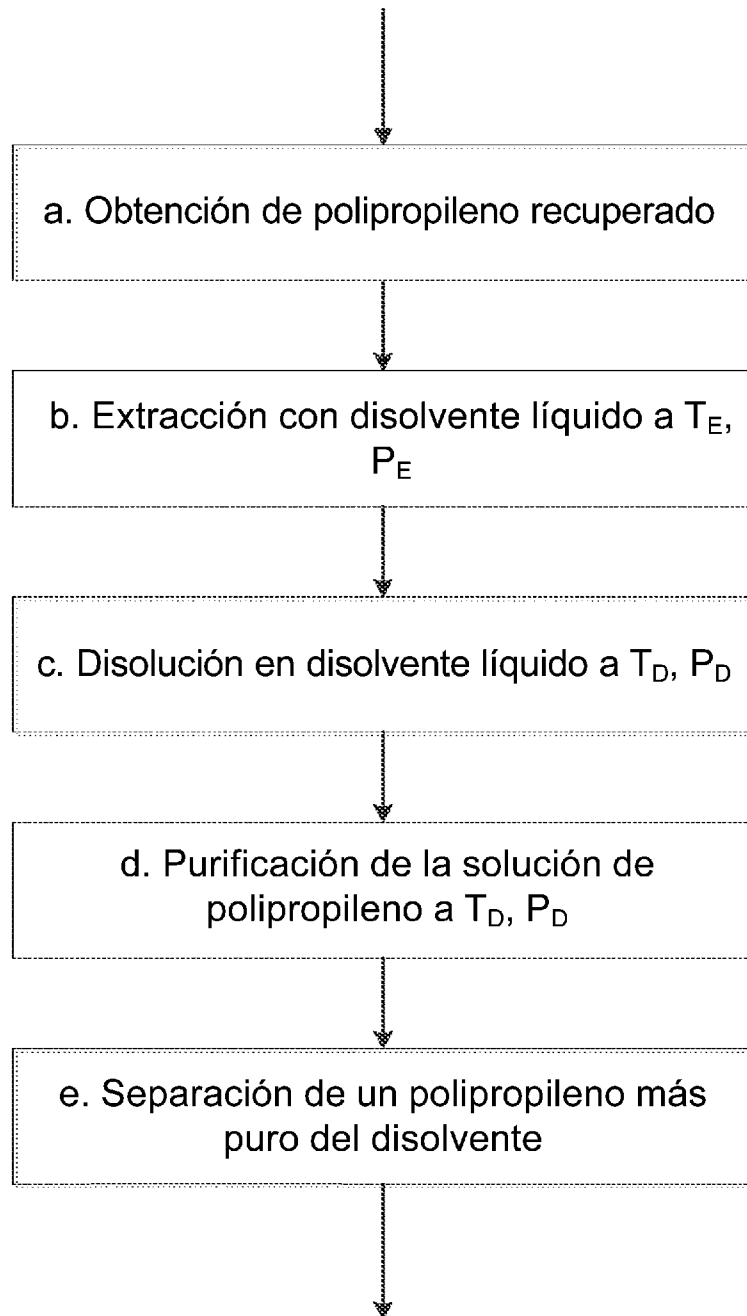 a. Obtención de polipropileno recuperado
b. Extracción con disolvente líquido a T_E,
P_E
c. Disolución en disolvente líquido a T_D, P_D
d. Purificación de la solución de
polipropileno a T_D, P_D
e. Separación de un polipropileno más
puro del disolvente